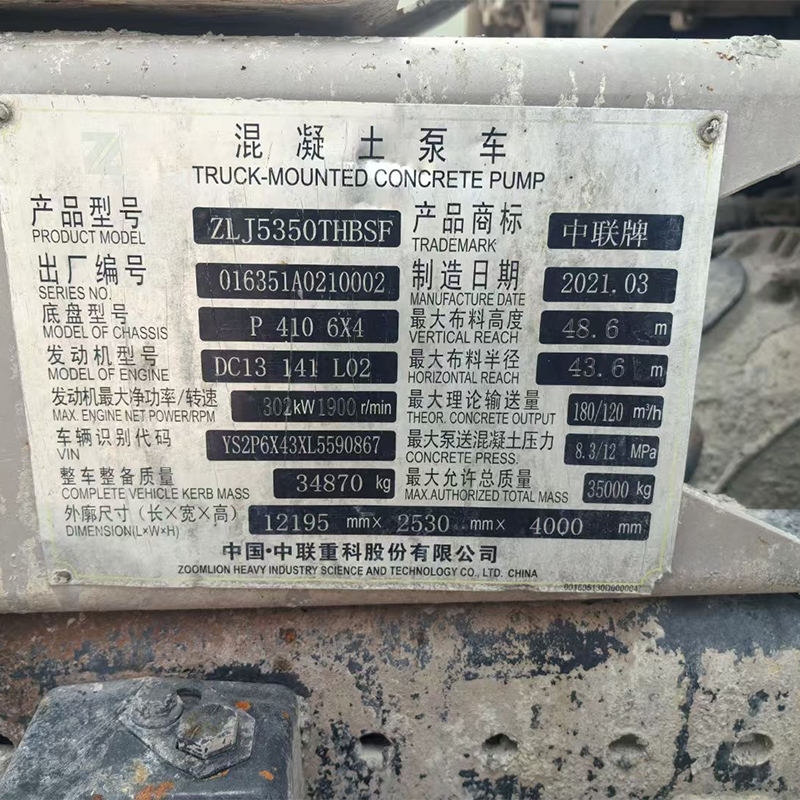 混凝土泵车
TRUCK-MOUNTED CONCRETE PUMP
产品型号 ZLJ5350THBSF 产品商标 中联牌
PRODUCT MODEL TRADEMARK
出厂编号 016351A0210002 制造日期 2021.03
SERIES NO. MANUFACTURE DATE
底盘型号 P 410 6X4 最大布料高度 48.6 m
MODEL OF CHASSIS VERTICAL REACH
发动机型号 DC13 141 L02 最大布料半径 43.6 m
MODEL OF ENGINE HORIZONTAL REACH
发动机最大净功率/转速 302kW1900r/min 最大理论输送量 180/120 m³/h
MAX. ENGINE NET POWER/RPM THEOR. CONCRETE OUTPUT
车辆识别代码 YS2P6X43XL5590867 最大泵送混凝土压力 8.3/12 MPa
VIN CONCRETE PRESS.
整车整备质量 34870 kg 最大允许总质量 35000 kg
COMPLETE VEHICLE KERB MASS MAX.AUTHORIZED TOTAL MASS
外廓尺寸(长×宽×高) 12195 mm× 2530 mm× 4000 mm
DIMENSION(L×W×H)
中国·中联重科股份有限公司
ZOOMLION HEAVY INDUSTRY SCIENCE AND TECHNOLOGY CO., LTD. CHINA